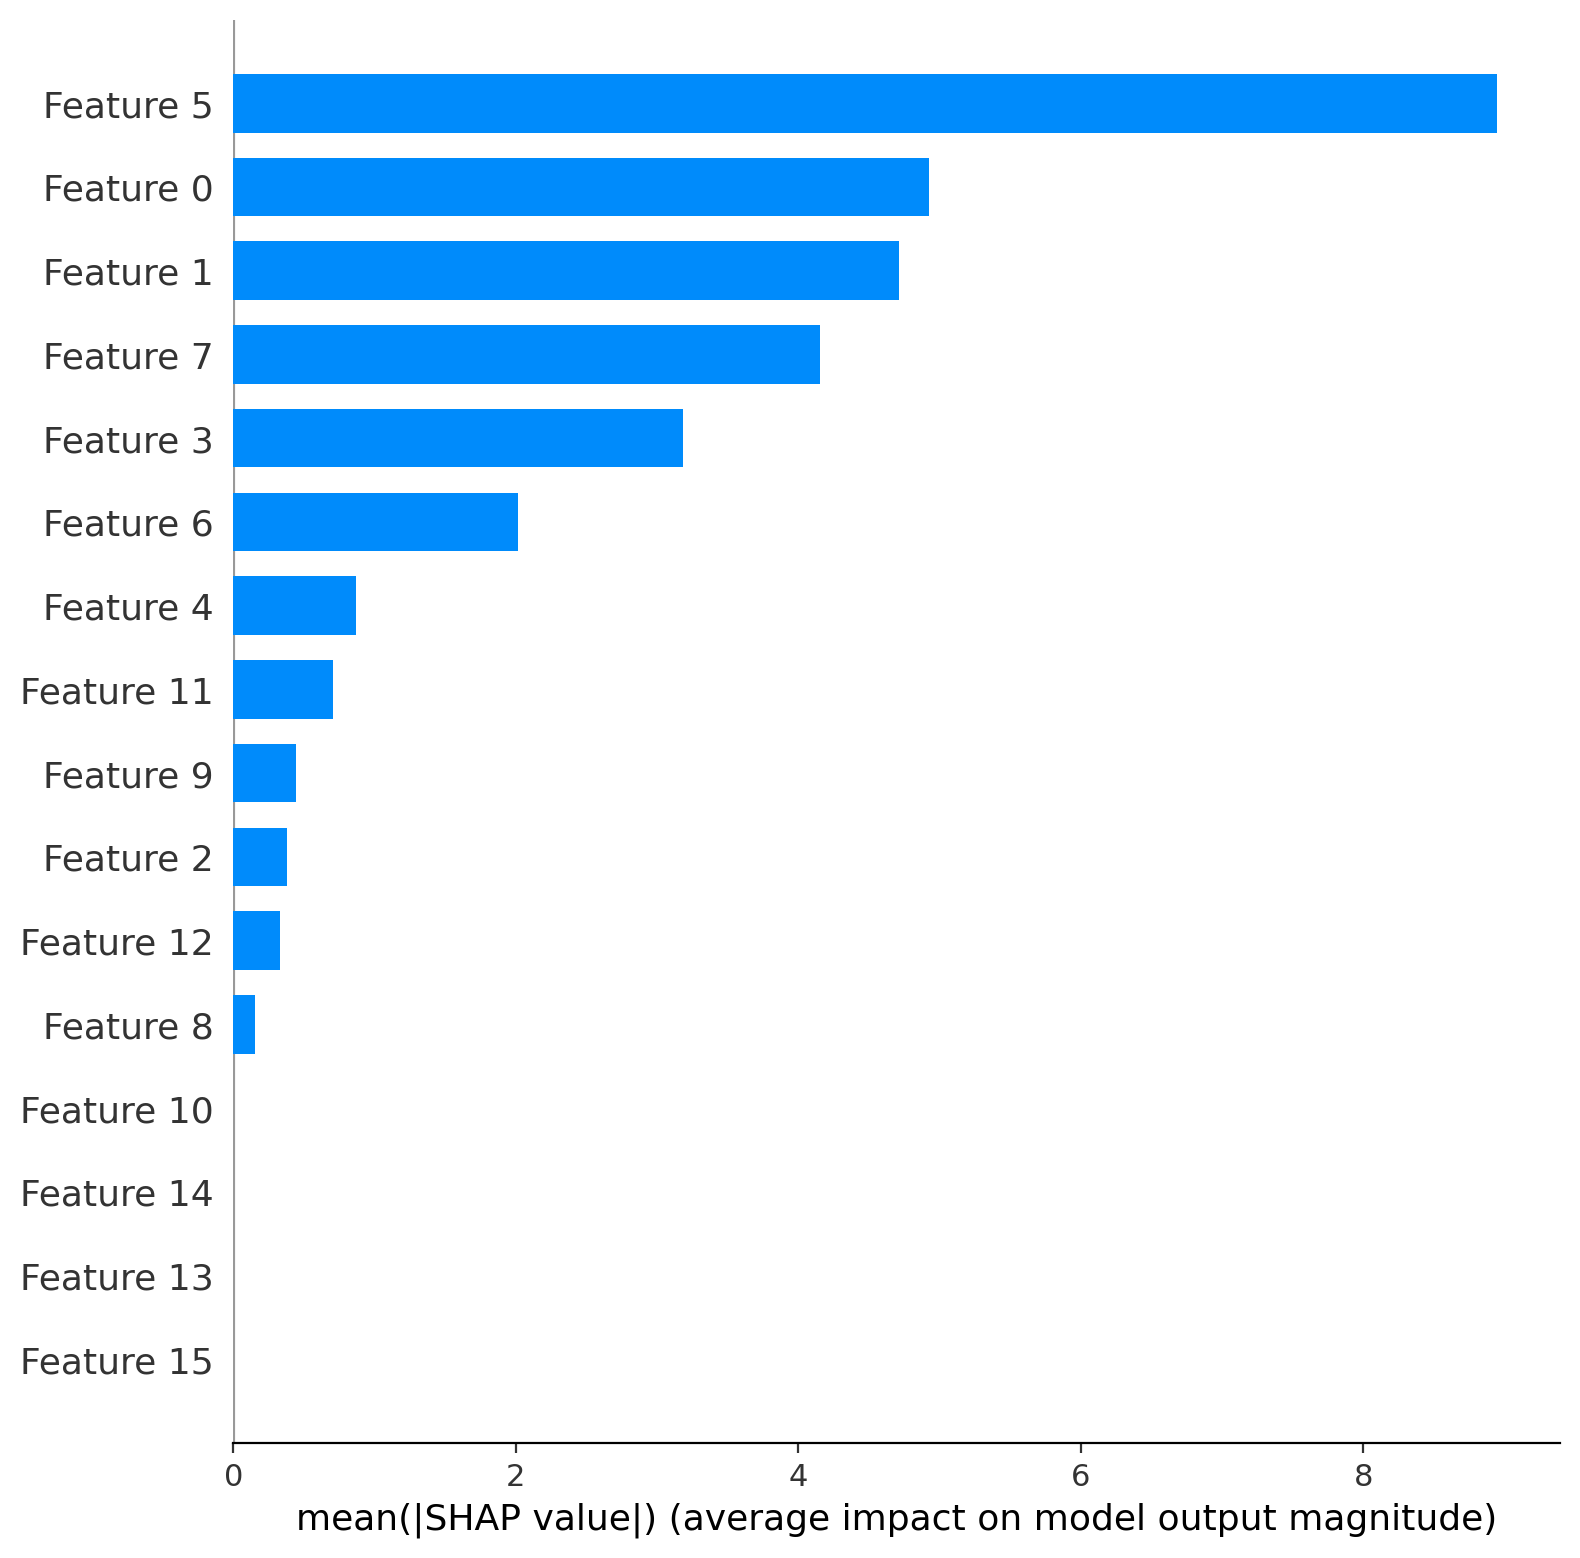 Feature 5
Feature 0
Feature 1
Feature 7
Feature 3
Feature 6
Feature 4
Feature 11
Feature 9
Feature 2
Feature 12
Feature 8
Feature 10
Feature 14
Feature 13
Feature 15
0 2 4 6 8
mean(|SHAP value|) (average impact on model output magnitude)